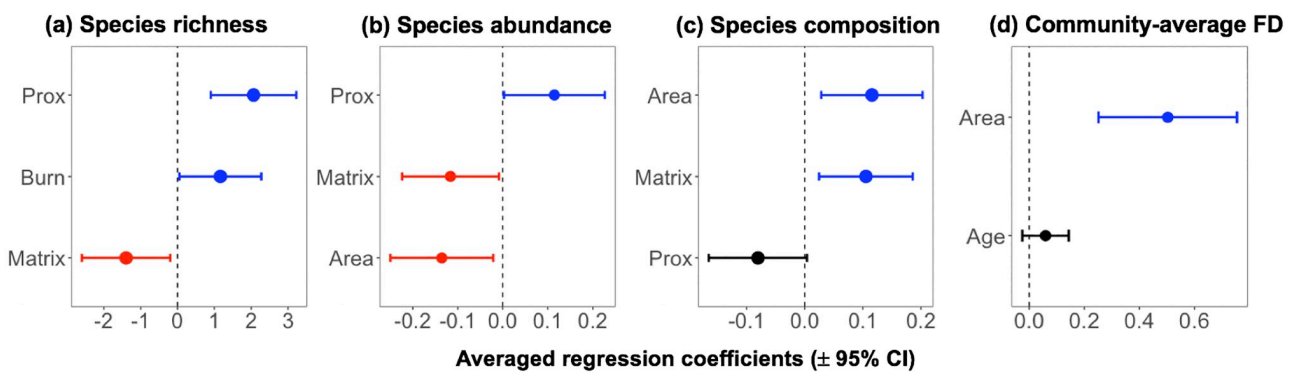 (a) Species richness
Prox
Burn
Matrix
-2 -1 0 1 2 3
(b) Species abundance
Prox
Matrix
Area
-0.2 -0.1 0.0 0.1 0.2
(c) Species composition
Area
Matrix
Prox
-0.1 0.0 0.1 0.2
(d) Community-average FD
Area
Age
0.0 0.2 0.4 0.6
Averaged regression coefficients (± 95% CI)